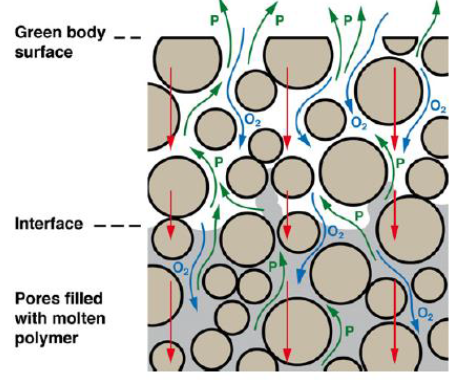 P
P
P
P
Green body
surface
O2
O2
O2
P
P
P
Interface
P
O2
O2
O2
P
Pores filled
with molten
polymer
P